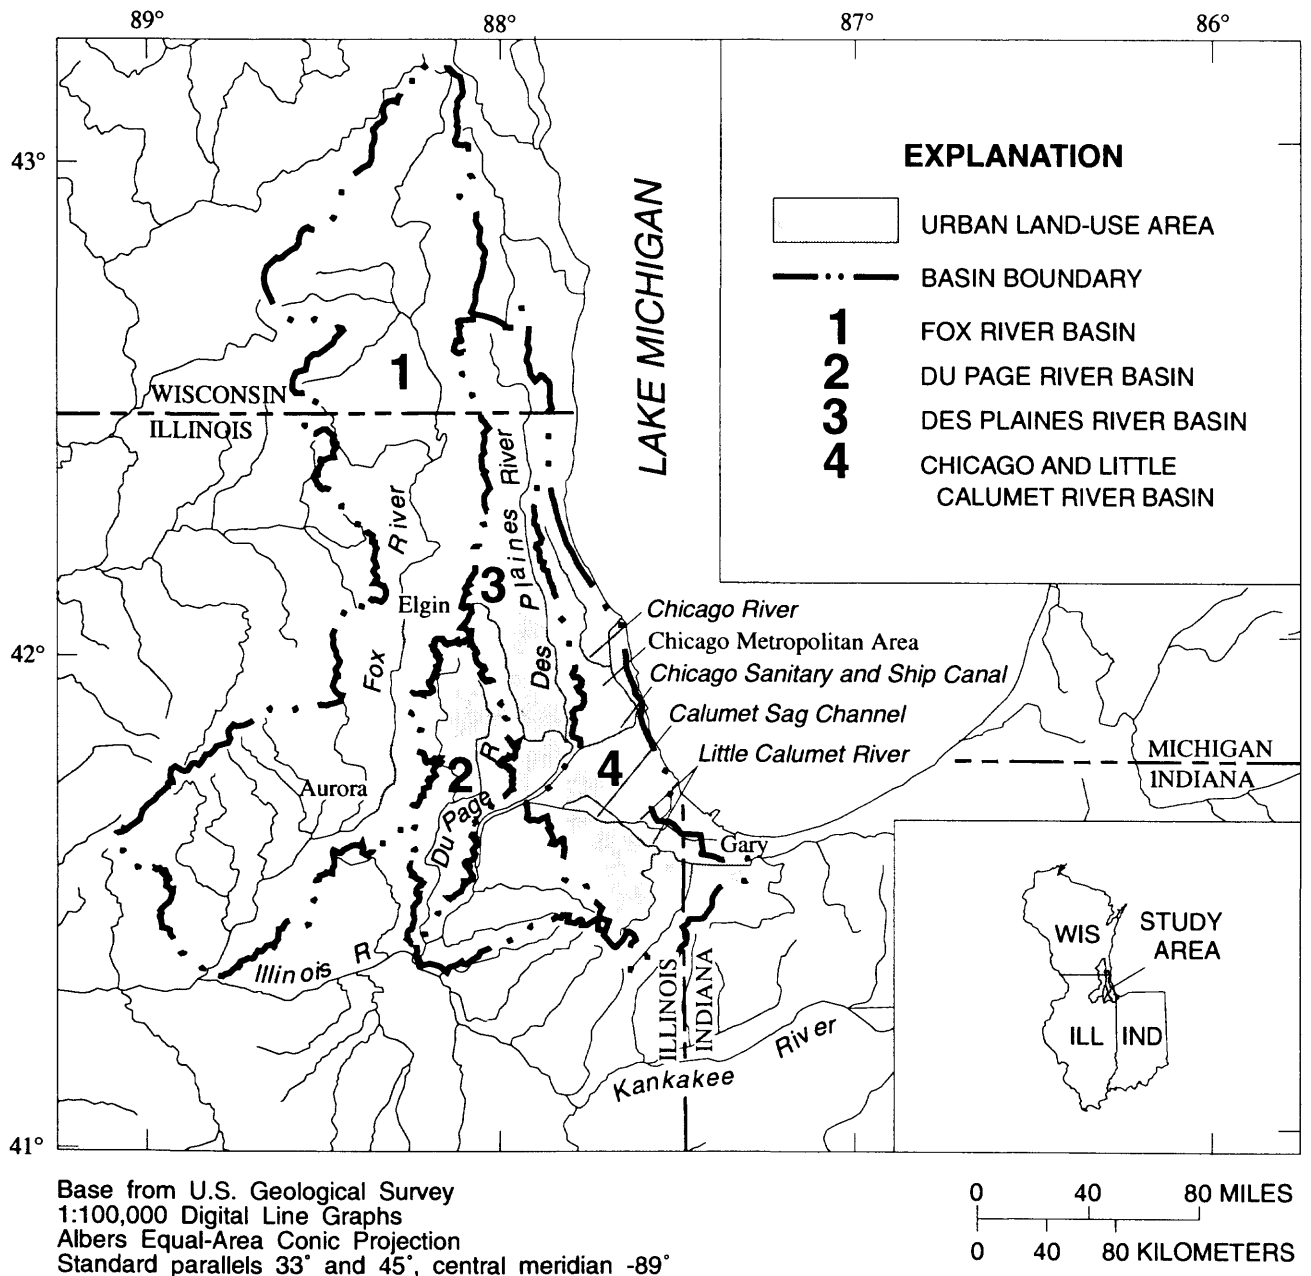 89°
88°
87°
86°
43°
42°
41°
EXPLANATION
URBAN LAND-USE AREA
BASIN BOUNDARY
1 FOX RIVER BASIN
2 DU PAGE RIVER BASIN
3 DES PLAINES RIVER BASIN
4 CHICAGO AND LITTLE
CALUMET RIVER BASIN
LAKE MICHIGAN
1
WISCONSIN
ILLINOIS
Des Plaines River
Fox River
3
Elgin
Chicago River
Chicago Metropolitan Area
Chicago Sanitary and Ship Canal
Calumet Sag Channel
Little Calumet River
4
2
Du Page R
Aurora
Gary
MICHIGAN
INDIANA
Illinois R
ILLINOIS
INDIANA
Kankakee River
WIS
STUDY
AREA
ILL
IND
Base from U.S. Geological Survey
1:100,000 Digital Line Graphs
Albers Equal-Area Conic Projection
Standard parallels 33° and 45°, central meridian -89°
0 40 80 MILES
0 40 80 KILOMETERS